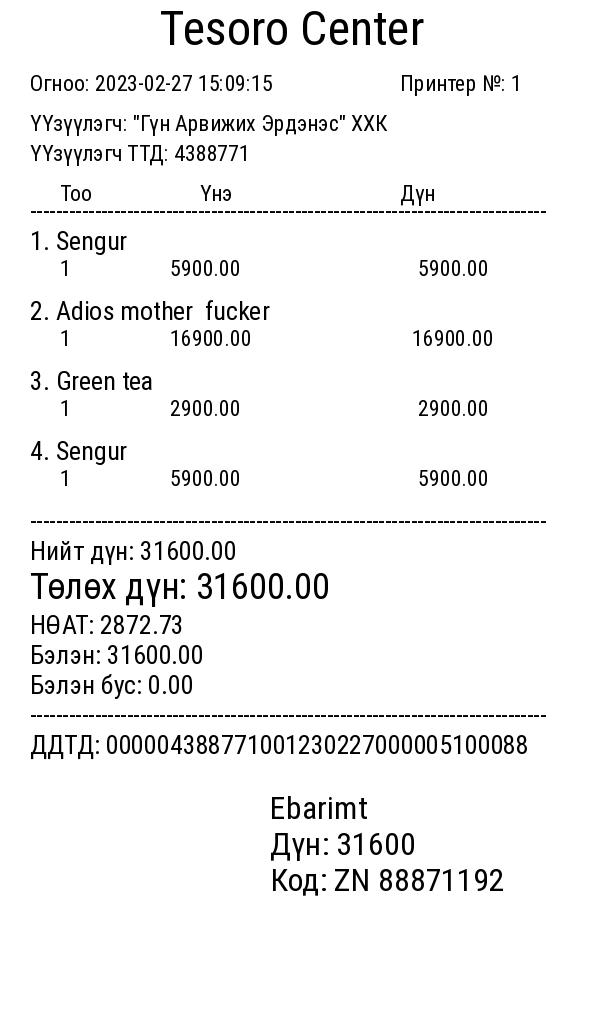 Tesoro Center
Огноо: 2023-02-27 15:09:15 Принтер №: 1
ҮҮзүүлэгч: "Гүн Арвижих Эрдэнэс" ХХК
ҮҮзүүлэгч ТТД: 4388771
Тоо Үнэ Дүн
1. Sengur
1 5900.00 5900.00
2. Adios mother  fucker
1 16900.00 16900.00
3. Green tea
1 2900.00 2900.00
4. Sengur
1 5900.00 5900.00
Нийт дүн: 31600.00
Төлөх дүн: 31600.00
НӨАТ: 2872.73
Бэлэн: 31600.00
Бэлэн бус: 0.00
ДДТД: 000004388771001230227000005100088
Ebarimt
Дүн: 31600
Код: ZN 88871192